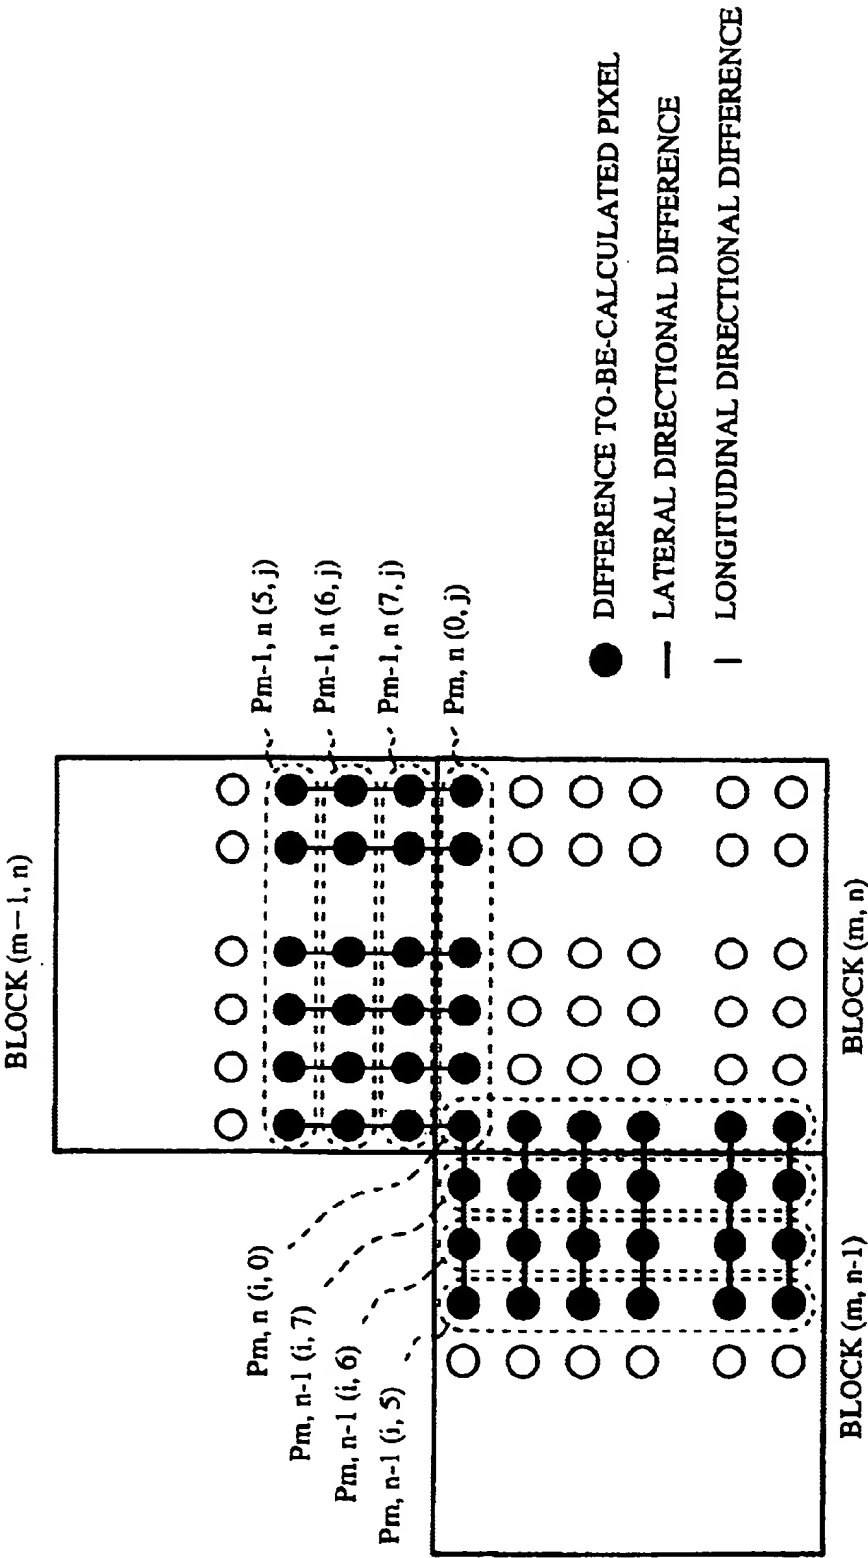 BLOCK (m−1, n)
Pm-1, n (5, j)
Pm-1, n (6, j)
Pm-1, n (7, j)
Pm, n (0, j)
Pm, n (i, 0)
Pm, n-1 (i, 7)
Pm, n-1 (i, 6)
Pm, n-1 (i, 5)
BLOCK (m, n-1)
BLOCK (m, n)
DIFFERENCE TO-BE-CALCULATED PIXEL
LATERAL DIRECTIONAL DIFFERENCE
LONGITUDINAL DIRECTIONAL DIFFERENCE